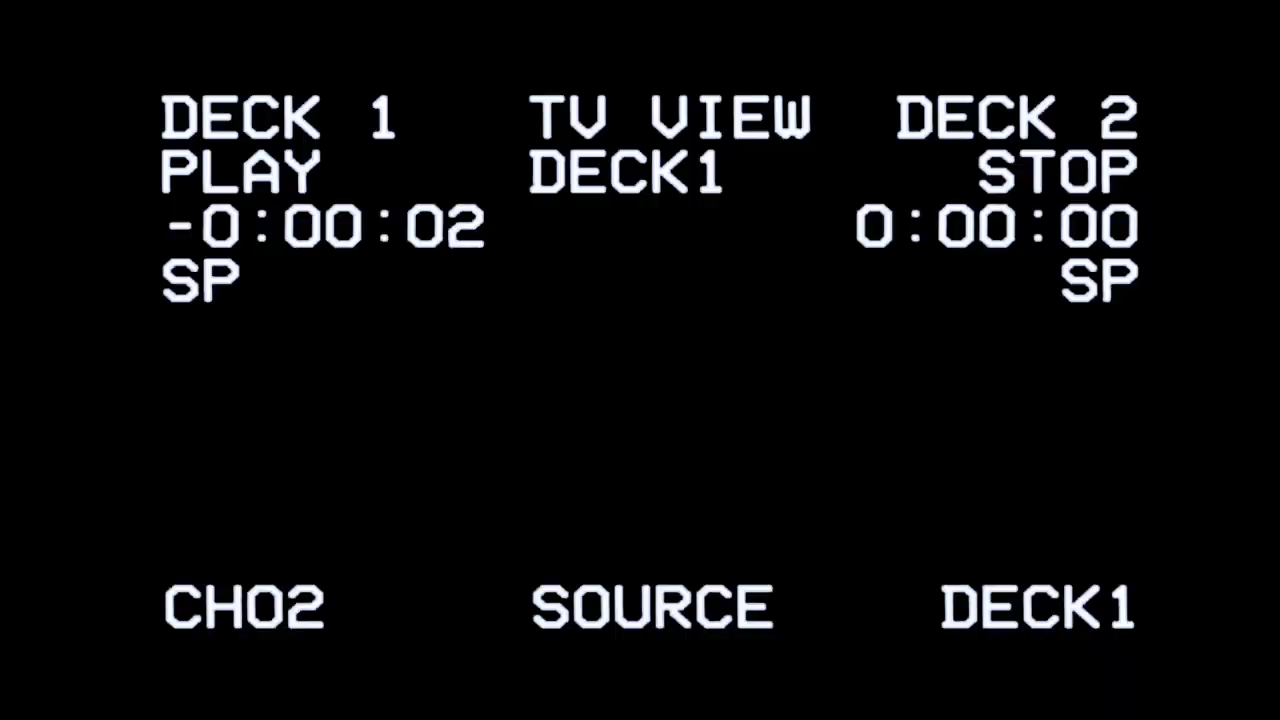 DECK 1 TV VIEW DECK 2
PLAY DECK1 STOP
-0:00:02 0:00:00
SP SP
CH02 SOURCE DECK1